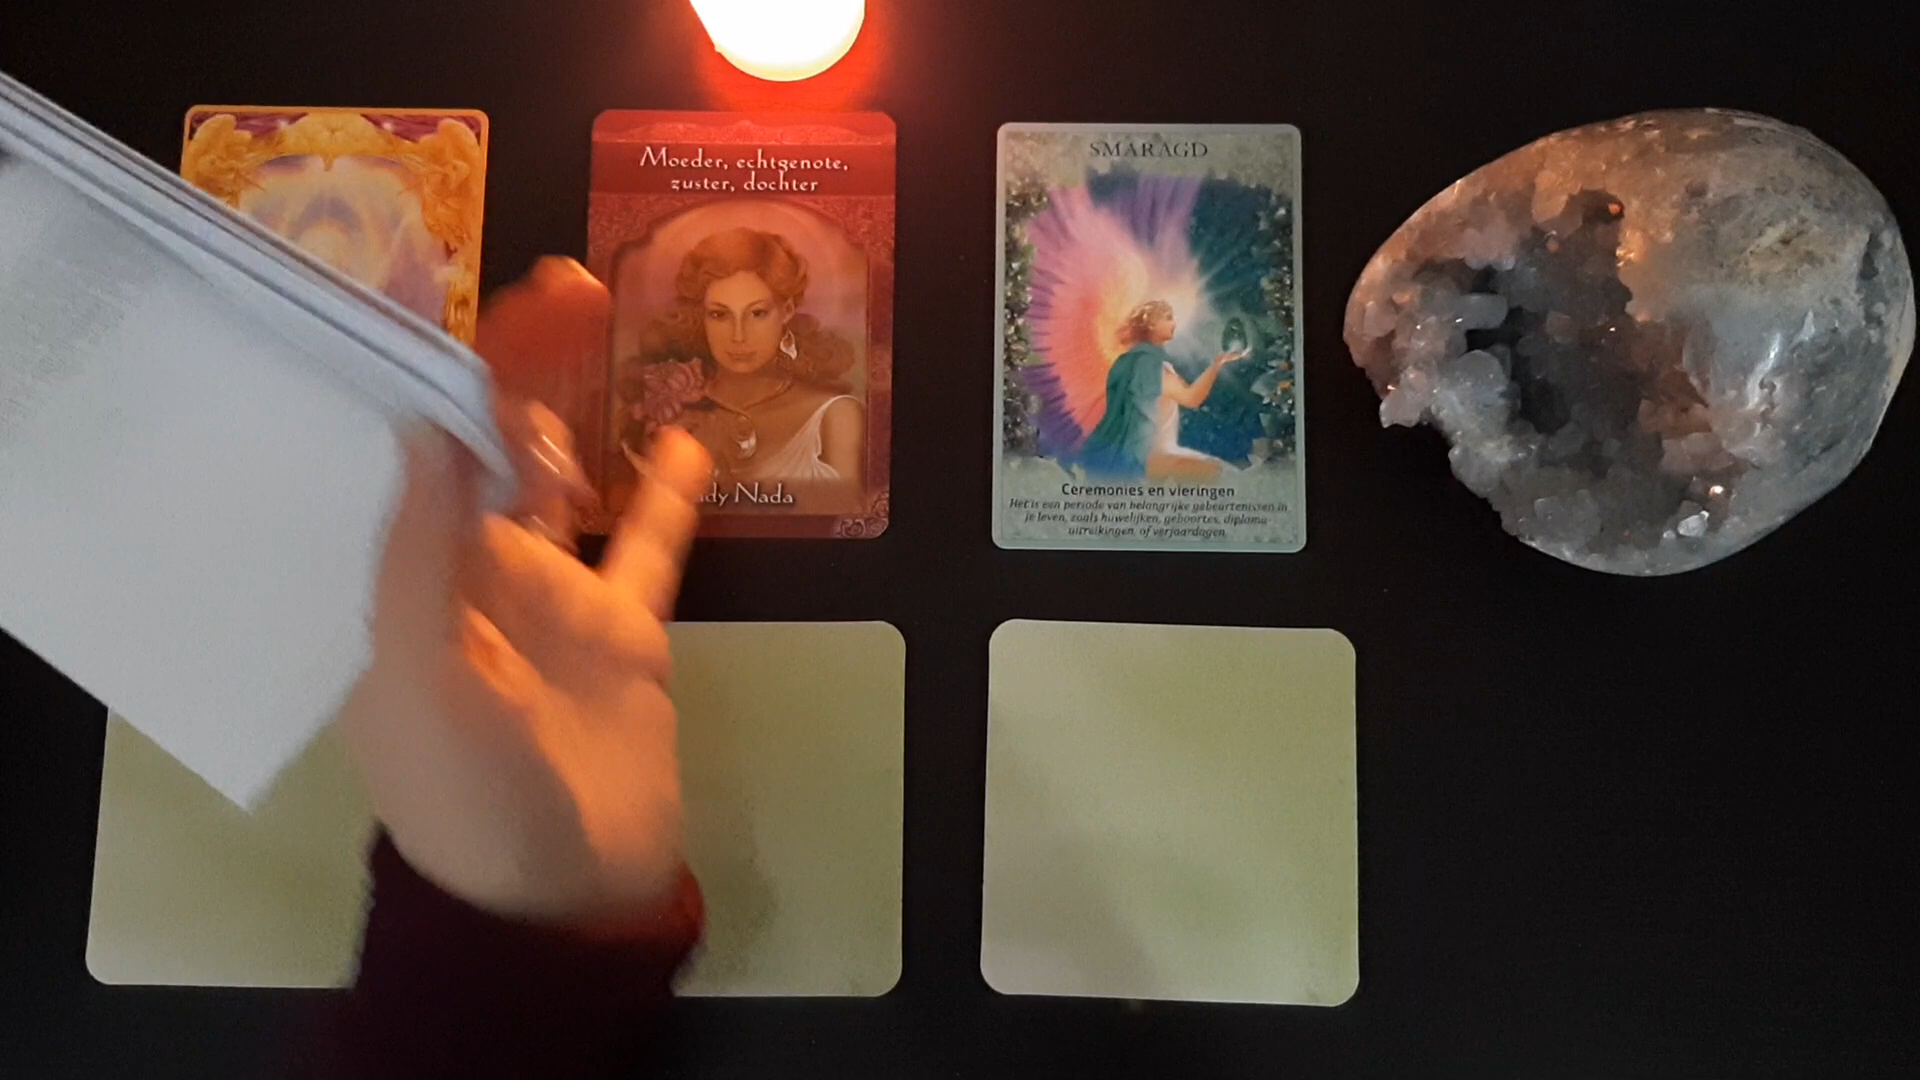 Moeder, echtgenote,
zuster, dochter
Nada
SMARAGD
Ceremonies en vieringen
Het is een periode van belangrijke gebeurtenissen in
je leven, zoals huwelijken, geboortes, diploma-
uitreikingen, of verjaardagen.